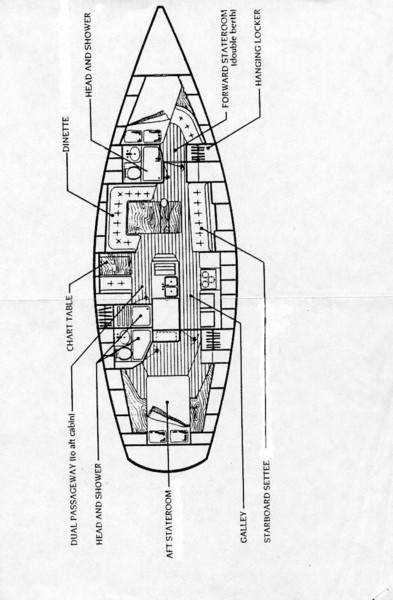 HEAD AND SHOWER
FORWARD STATEROOM
(double berth)
HANGING LOCKER
DINETTE
CHART TABLE
DUAL PASSAGEWAY (to aft cabin)
HEAD AND SHOWER
AFT STATEROOM
GALLEY
STARBOARD SETTEE